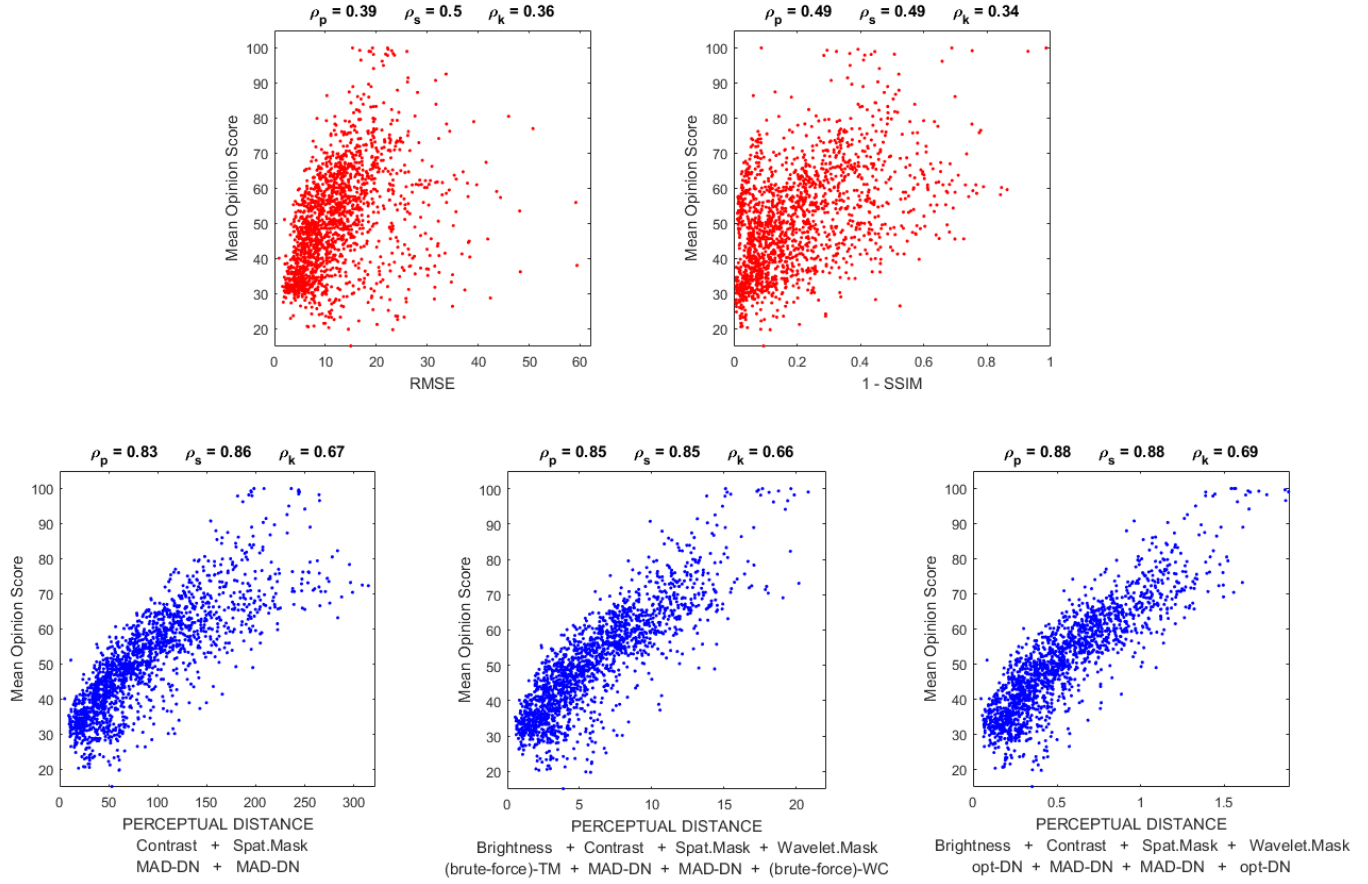 ρp = 0.39 ρs = 0.5 ρk = 0.36
100
90
80
70
60
50
40
30
20
Mean Opinion Score
0 10 20 30 40 50 60
RMSE
ρp = 0.49 ρs = 0.49 ρk = 0.34
100
90
80
70
60
50
40
30
20
Mean Opinion Score
0 0.2 0.4 0.6 0.8 1
1 - SSIM
ρp = 0.83 ρs = 0.86 ρk = 0.67
100
90
80
70
60
50
40
30
20
Mean Opinion Score
0 50 100 150 200 250 300
PERCEPTUAL DISTANCE
Contrast + Spat.Mask
MAD-DN + MAD-DN
ρp = 0.85 ρs = 0.85 ρk = 0.66
100
90
80
70
60
50
40
30
20
Mean Opinion Score
0 5 10 15 20
PERCEPTUAL DISTANCE
Brightness + Contrast + Spat.Mask + Wavelet.Mask
(brute-force)-TM + MAD-DN + MAD-DN + (brute-force)-WC
ρp = 0.88 ρs = 0.88 ρk = 0.69
100
90
80
70
60
50
40
30
20
Mean Opinion Score
0 0.5 1 1.5
PERCEPTUAL DISTANCE
Brightness + Contrast + Spat.Mask + Wavelet.Mask
opt-DN + MAD-DN + MAD-DN + opt-DN